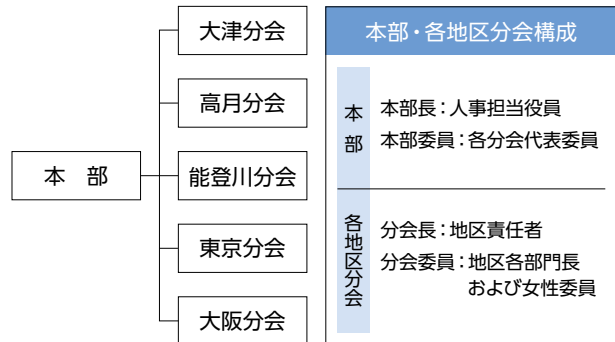 本 部
大津分会
高月分会
能登川分会
東京分会
大阪分会
本部・各地区分会構成
本部
本部長：人事担当役員
本部委員：各分会代表委員
各地区分会
分会長：地区責任者
分会委員：地区各部門長
および女性委員